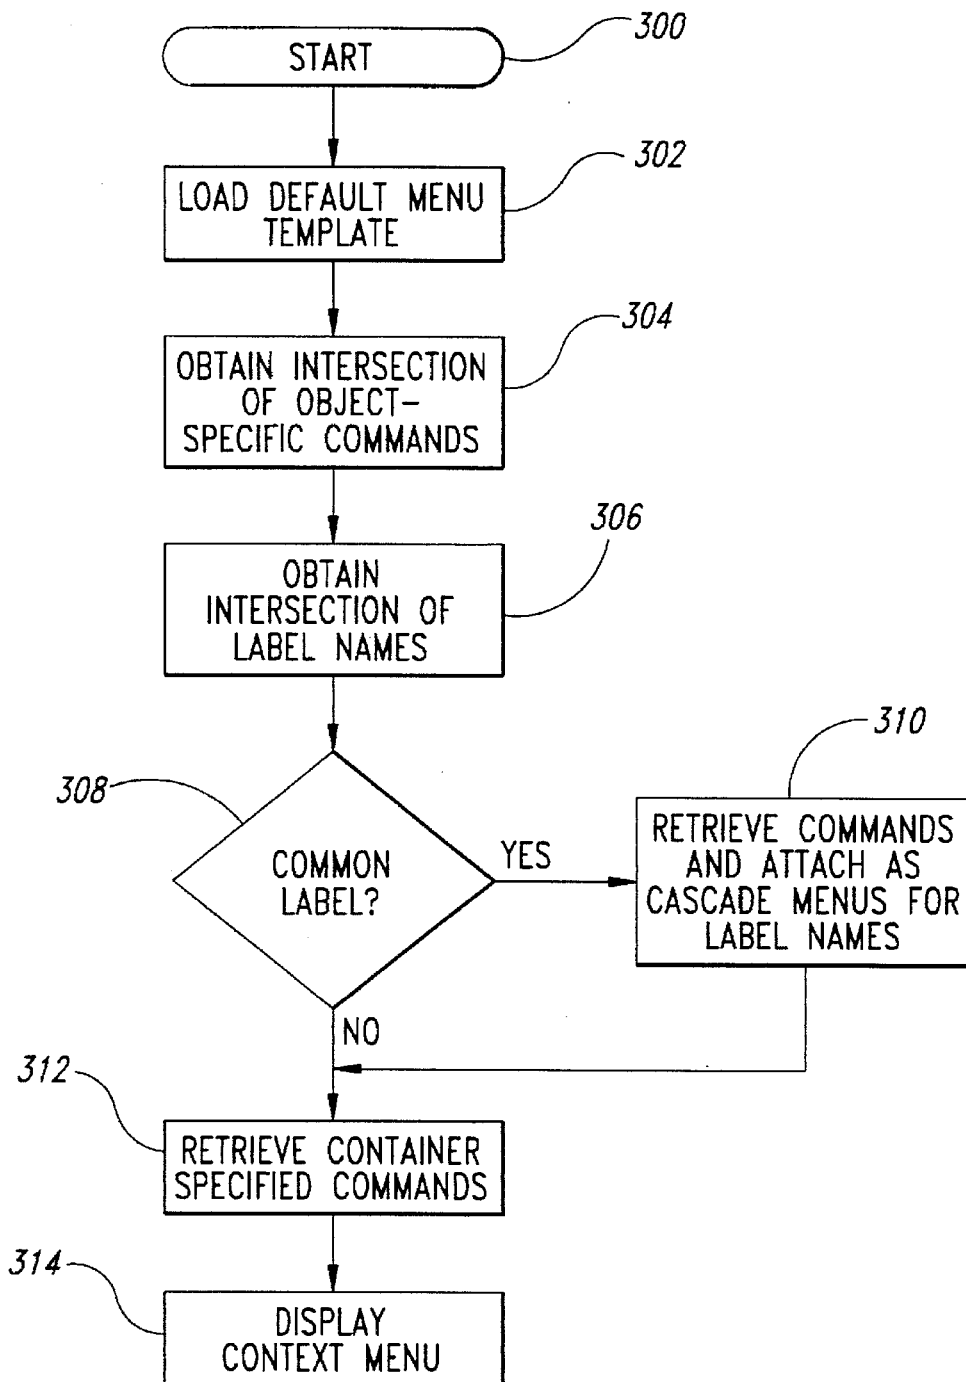 300
START
302
LOAD DEFAULT MENU
TEMPLATE
304
OBTAIN INTERSECTION
OF OBJECT-
SPECIFIC COMMANDS
306
OBTAIN
INTERSECTION OF
LABEL NAMES
308
COMMON
LABEL?
YES
310
RETRIEVE COMMANDS
AND ATTACH AS
CASCADE MENUS FOR
LABEL NAMES
NO
312
RETRIEVE CONTAINER
SPECIFIED COMMANDS
314
DISPLAY
CONTEXT MENU